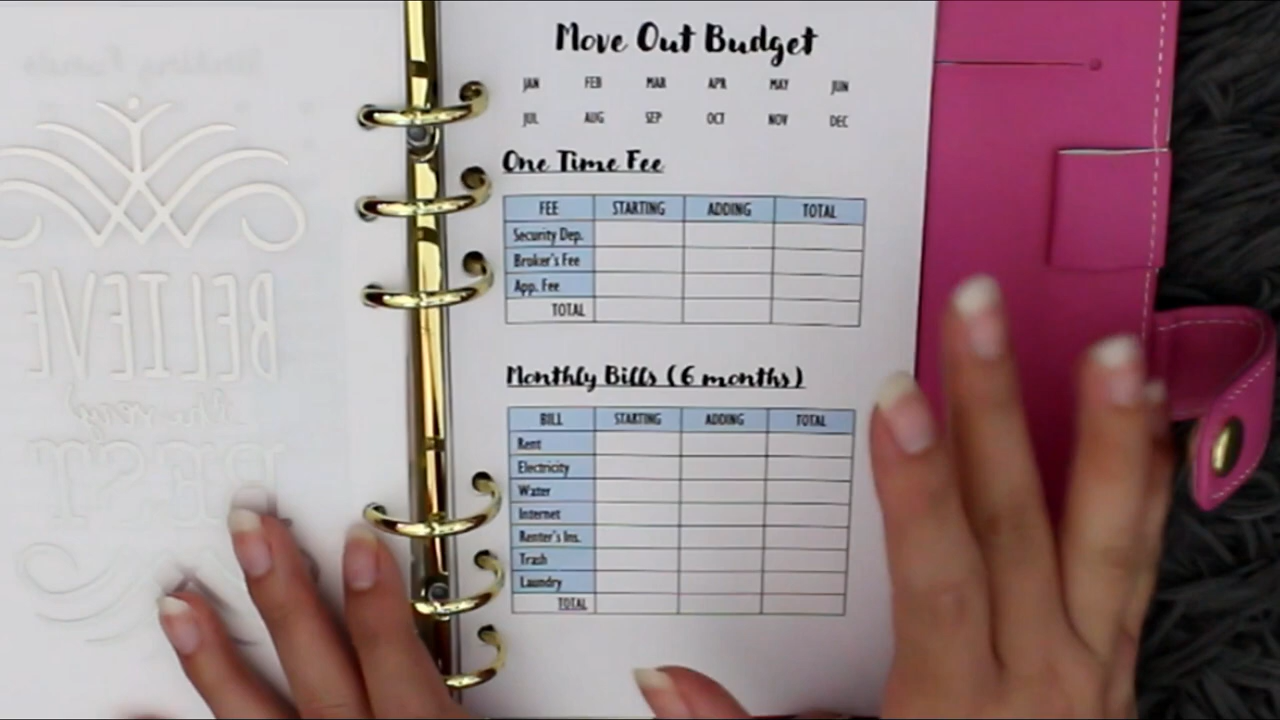 BELIEVE
BEST
Move Out Budget
JAN FEB MAR APR MAY JUN
JUL AUG SEP OCT NOV DEC
One Time Fee
FEE STARTING ADDING TOTAL
Security Dep.
Broker's Fee
App. Fee
TOTAL
Monthly Bills (6 months)
BILL STARTING ADDING TOTAL
Rent
Electricity
Water
Internet
Renter's Ins.
Trash
Laundry
TOTAL